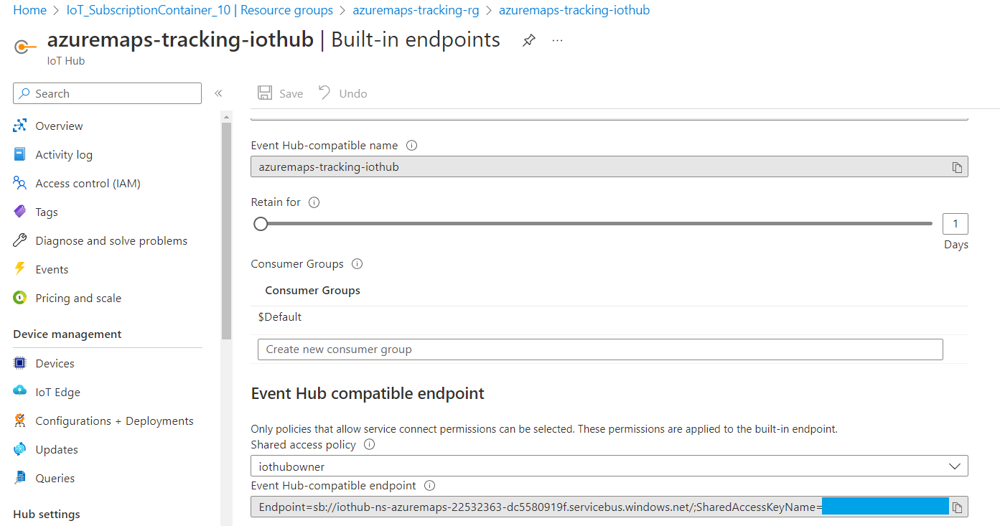 Home > IoT_SubscriptionContainer_10 | Resource groups > azuremaps-tracking-rg > azuremaps-tracking-iothub
azuremaps-tracking-iothub | Built-in endpoints
IoT Hub
Search
Save
Undo
Overview
Activity log
Access control (IAM)
Tags
Diagnose and solve problems
Events
Pricing and scale
Device management
Devices
IoT Edge
Configurations + Deployments
Updates
Queries
Hub settings
Event Hub-compatible name
azuremaps-tracking-iothub
Retain for
1
Days
Consumer Groups
Consumer Groups
$Default
Create new consumer group
Event Hub compatible endpoint
Only policies that allow service connect permissions can be selected. These permissions are applied to the built-in endpoint.
Shared access policy
iothubowner
Event Hub-compatible endpoint
Endpoint=sb://iothub-ns-azuremaps-22532363-dc5580919f.servicebus.windows.net/;SharedAccessKeyName=